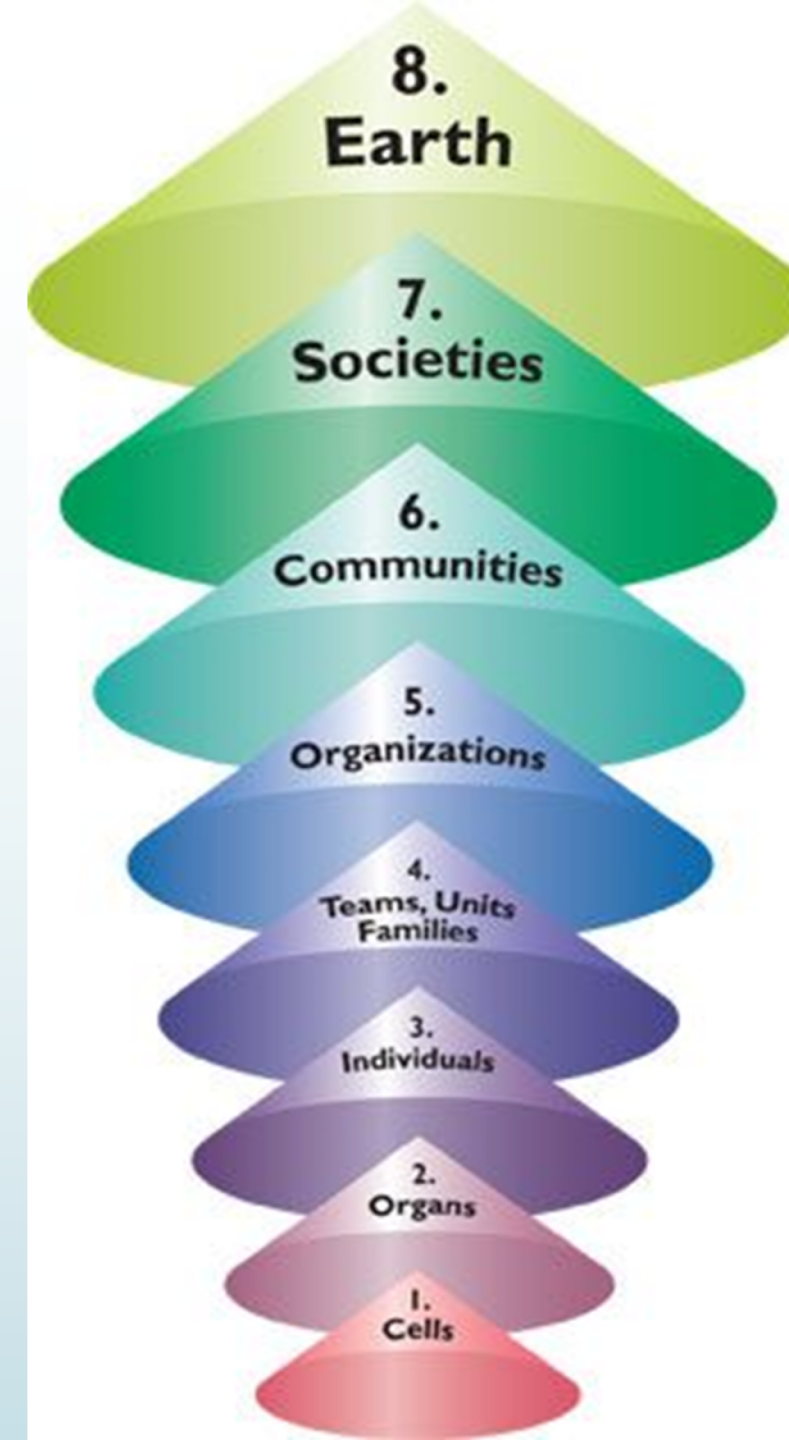 8.
Earth
7.
Societies
6.
Communities
5.
Organizations
4.
Teams, Units
Families
3.
Individuals
2.
Organs
1.
Cells